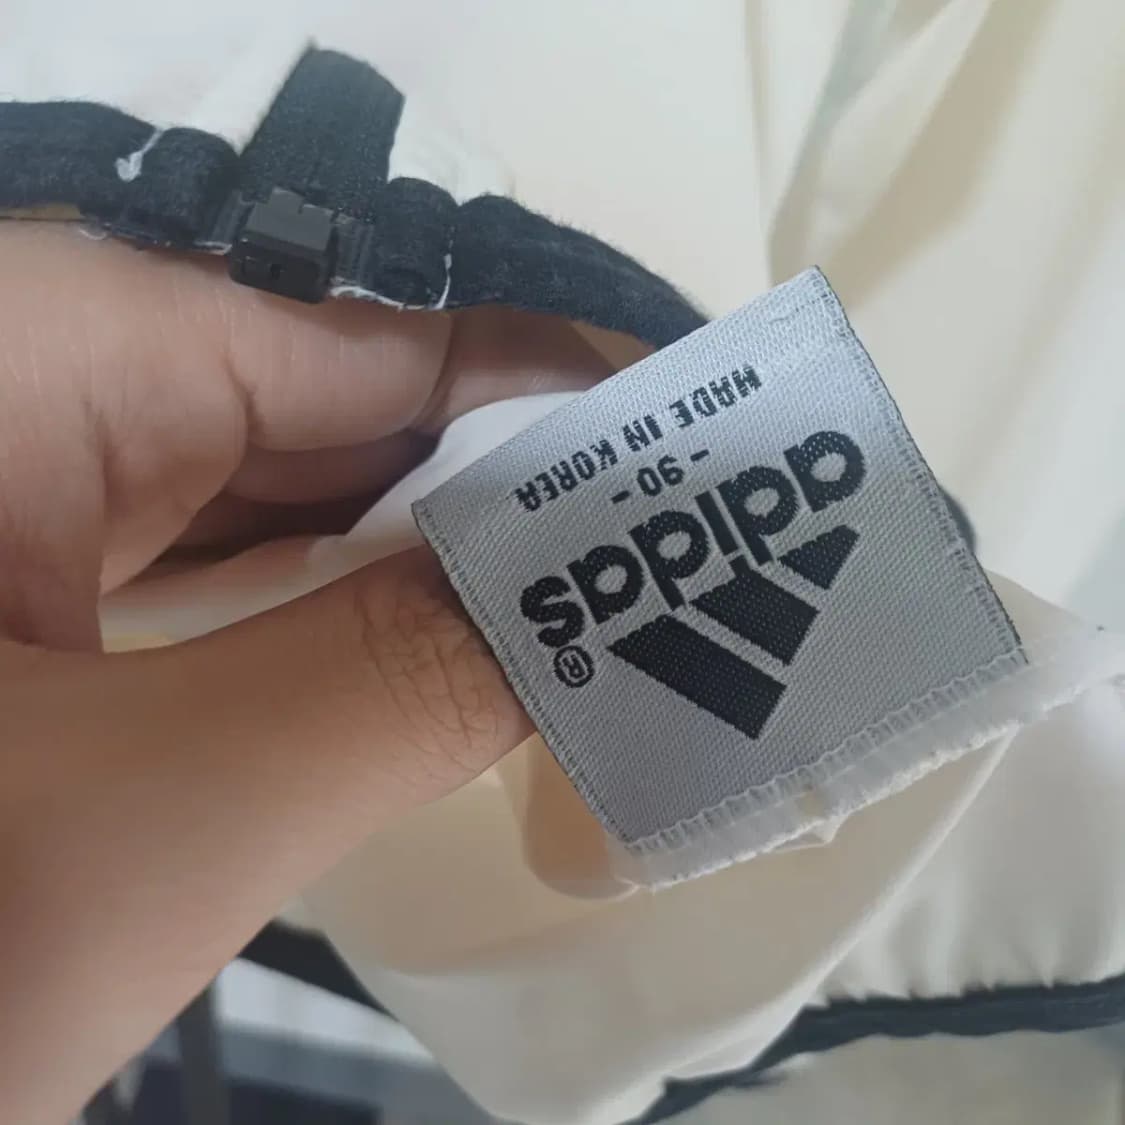 adidas®
- 90 -
MADE IN KOREA